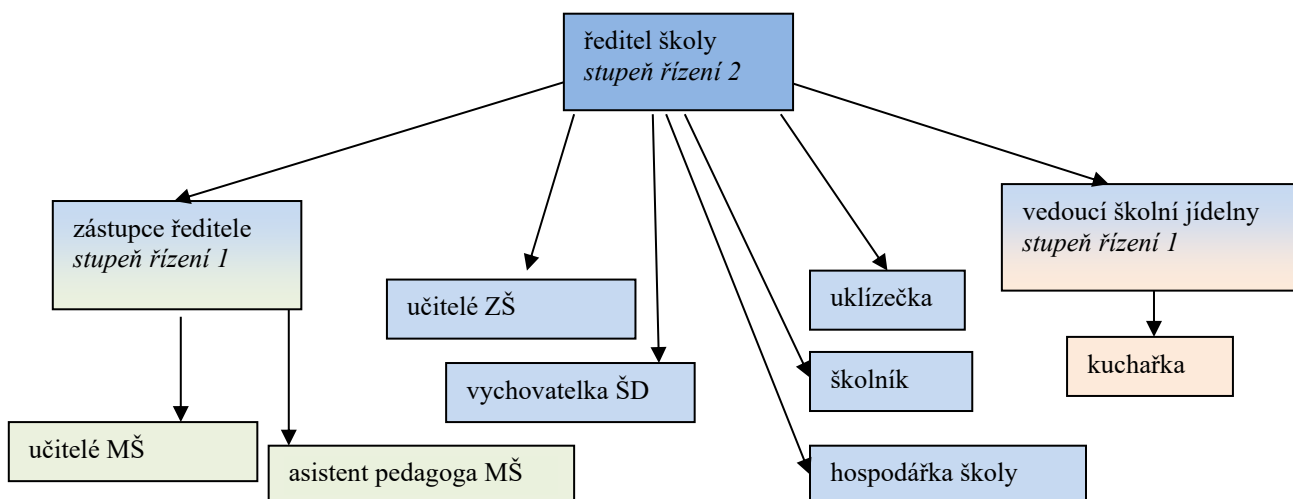 ředitel školy
stupeň řízení 2
zástupce ředitele
stupeň řízení 1
vedoucí školní jídelny
stupeň řízení 1
učitelé ZŠ
uklízečka
vychovatelka ŠD
školník
kuchařka
učitelé MŠ
asistent pedagoga MŠ
hospodářka školy